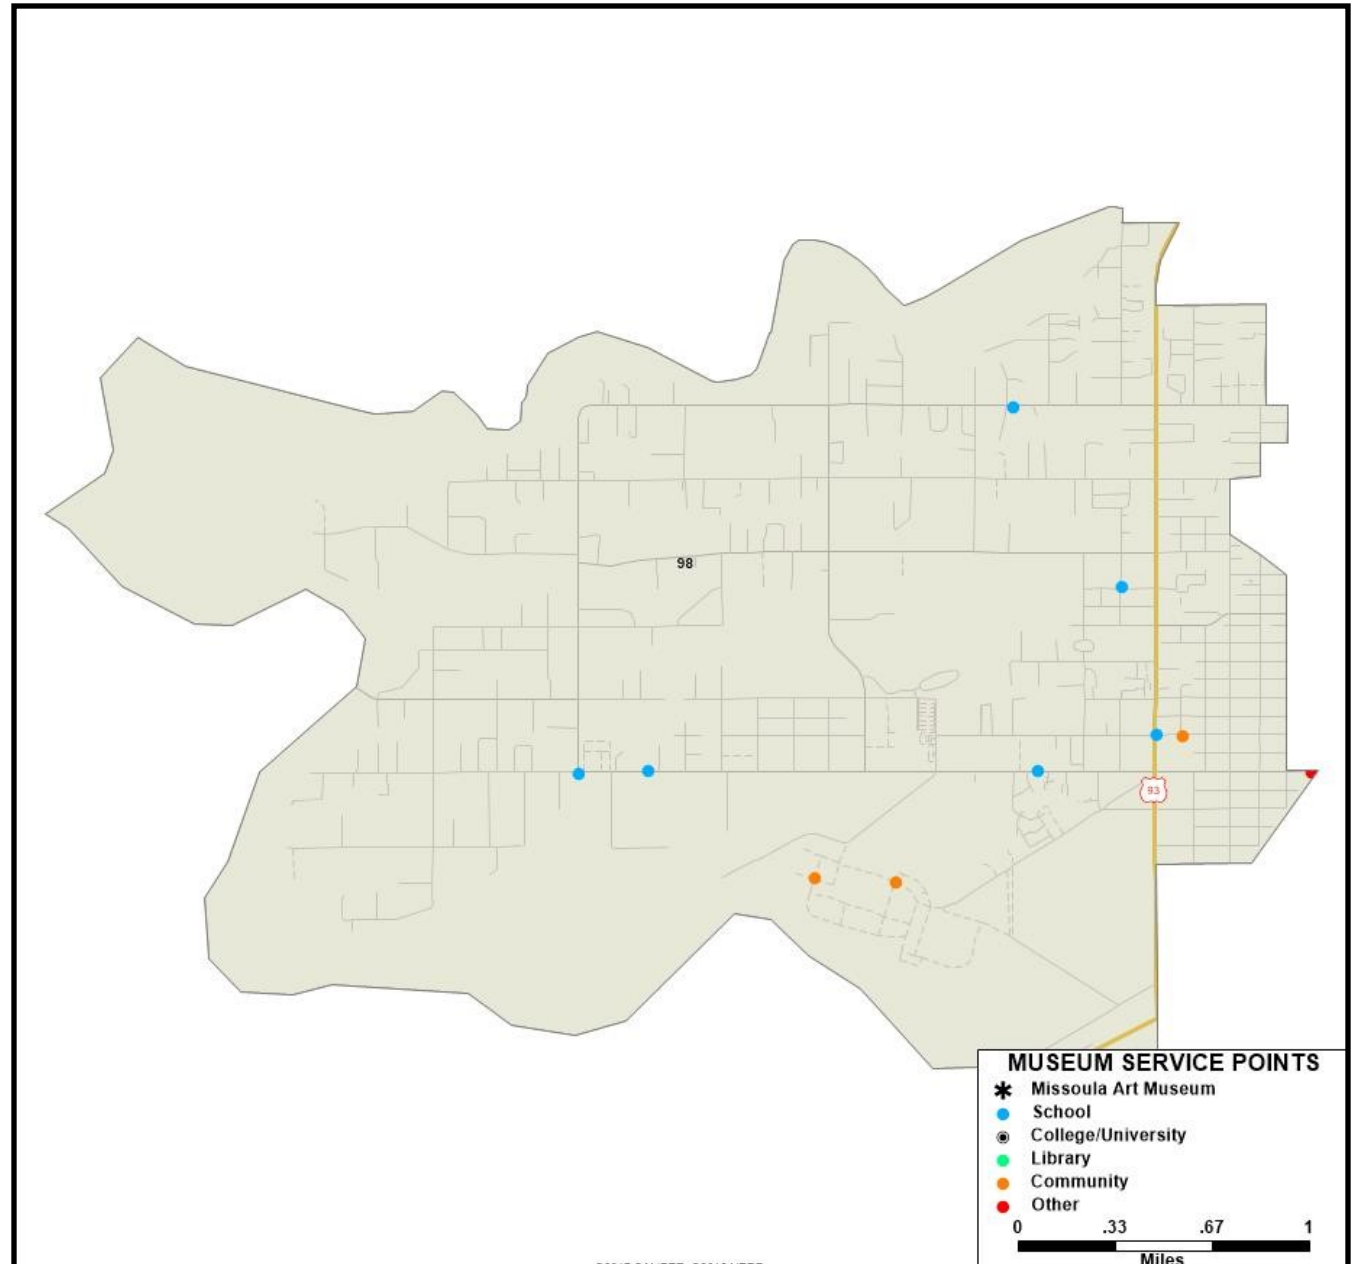 98
93
MUSEUM SERVICE POINTS
Missoula Art Museum
School
College/University
Library
Community
Other
0 .33 .67 1
Miles